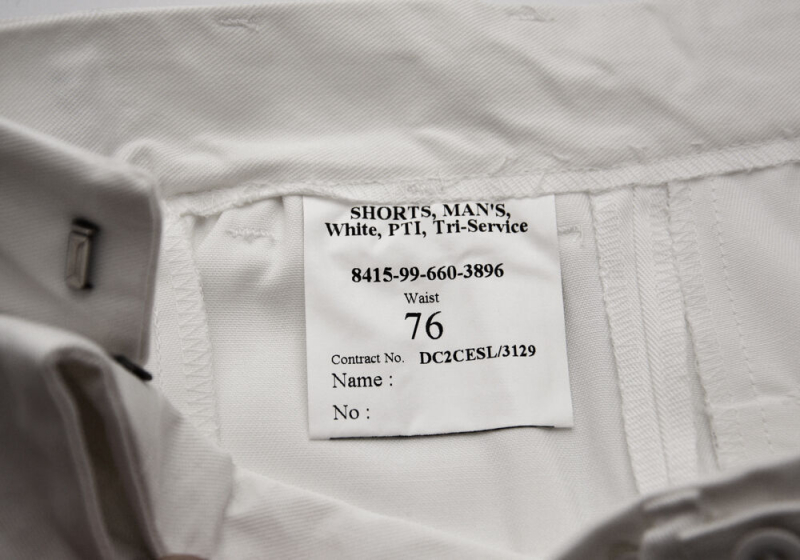 SHORTS, MAN'S,
White, PTI, Tri-Service
8415-99-660-3896
Waist
76
Contract No. DC2CESL/3129
Name :
No :